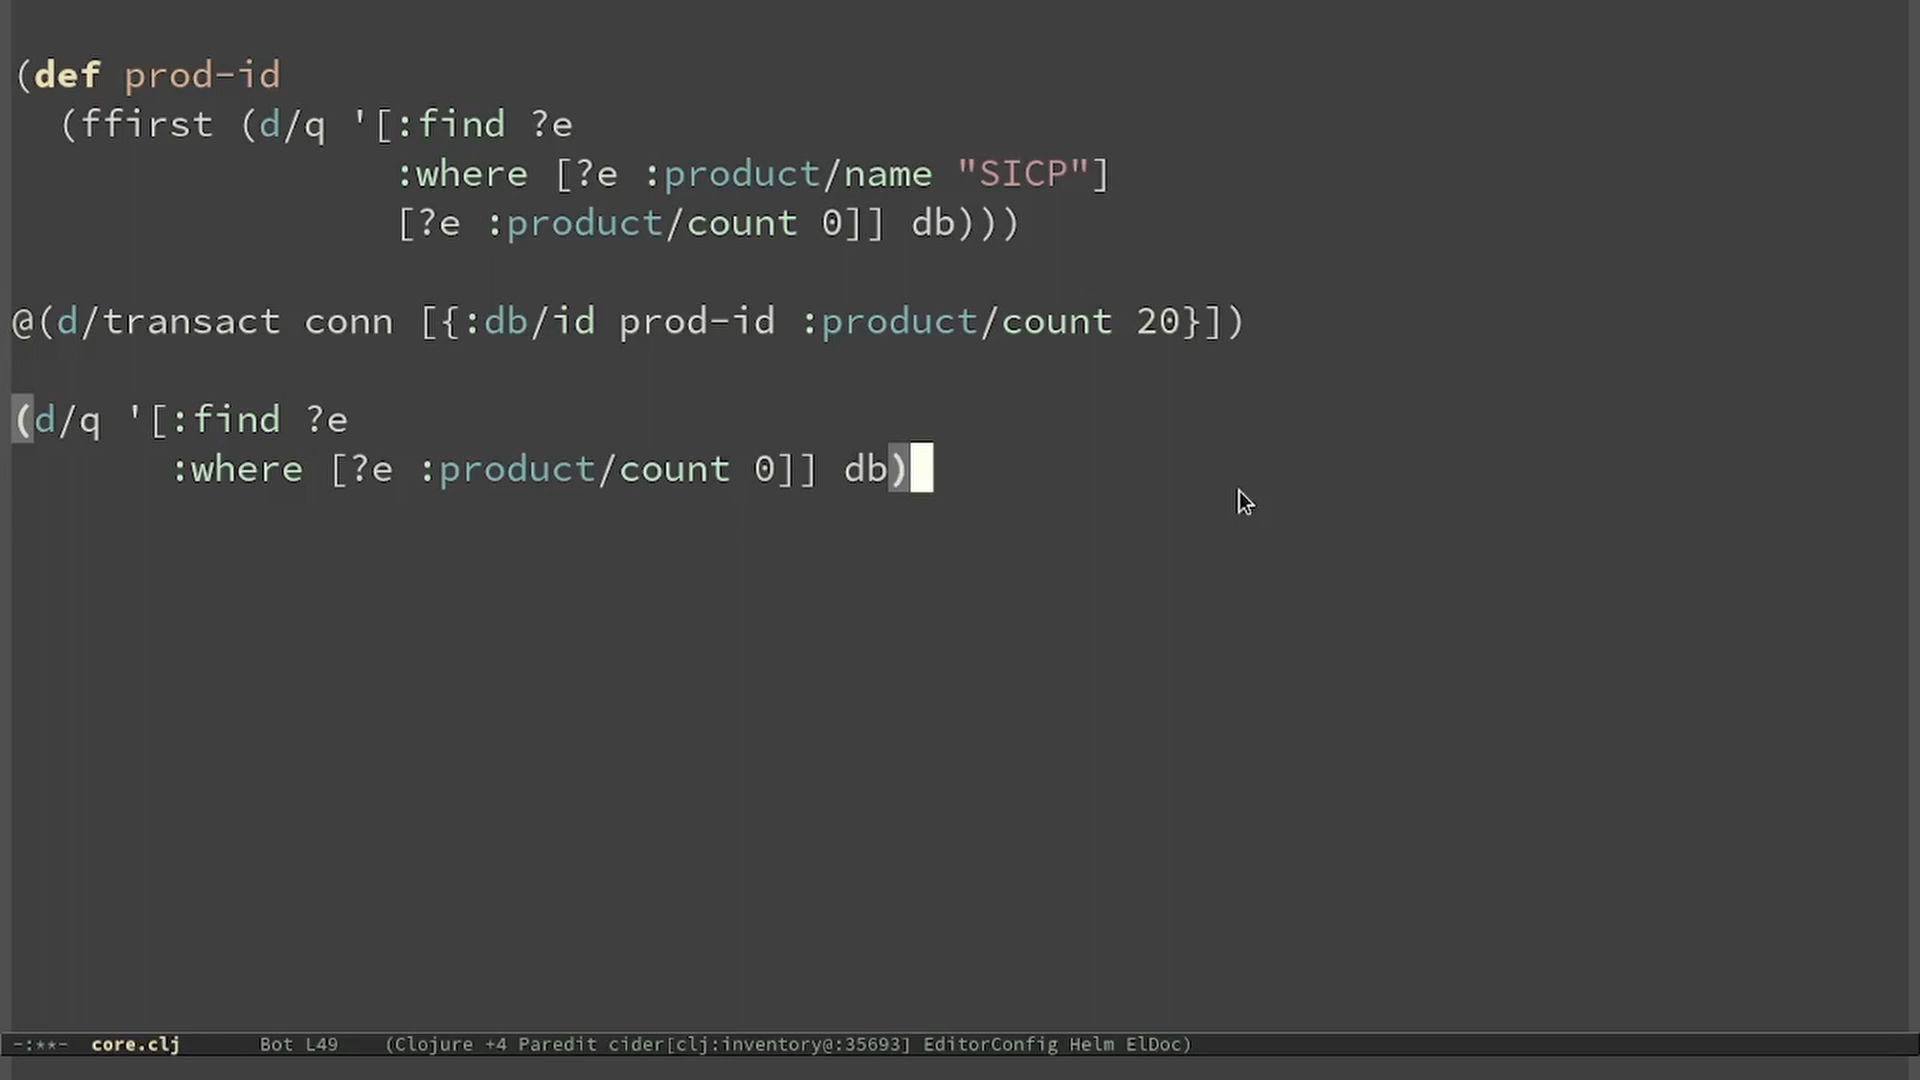 (def prod-id
  (ffirst (d/q '[:find ?e
                 :where [?e :product/name "SICP"]
                 [?e :product/count 0]] db)))
@(d/transact conn [{:db/id prod-id :product/count 20}])
(d/q '[:find ?e
       :where [?e :product/count 0]] db)
-:**-  core.clj       Bot L49    (Clojure +4 Paredit cider[clj:inventory@:35693] EditorConfig Helm ElDoc)